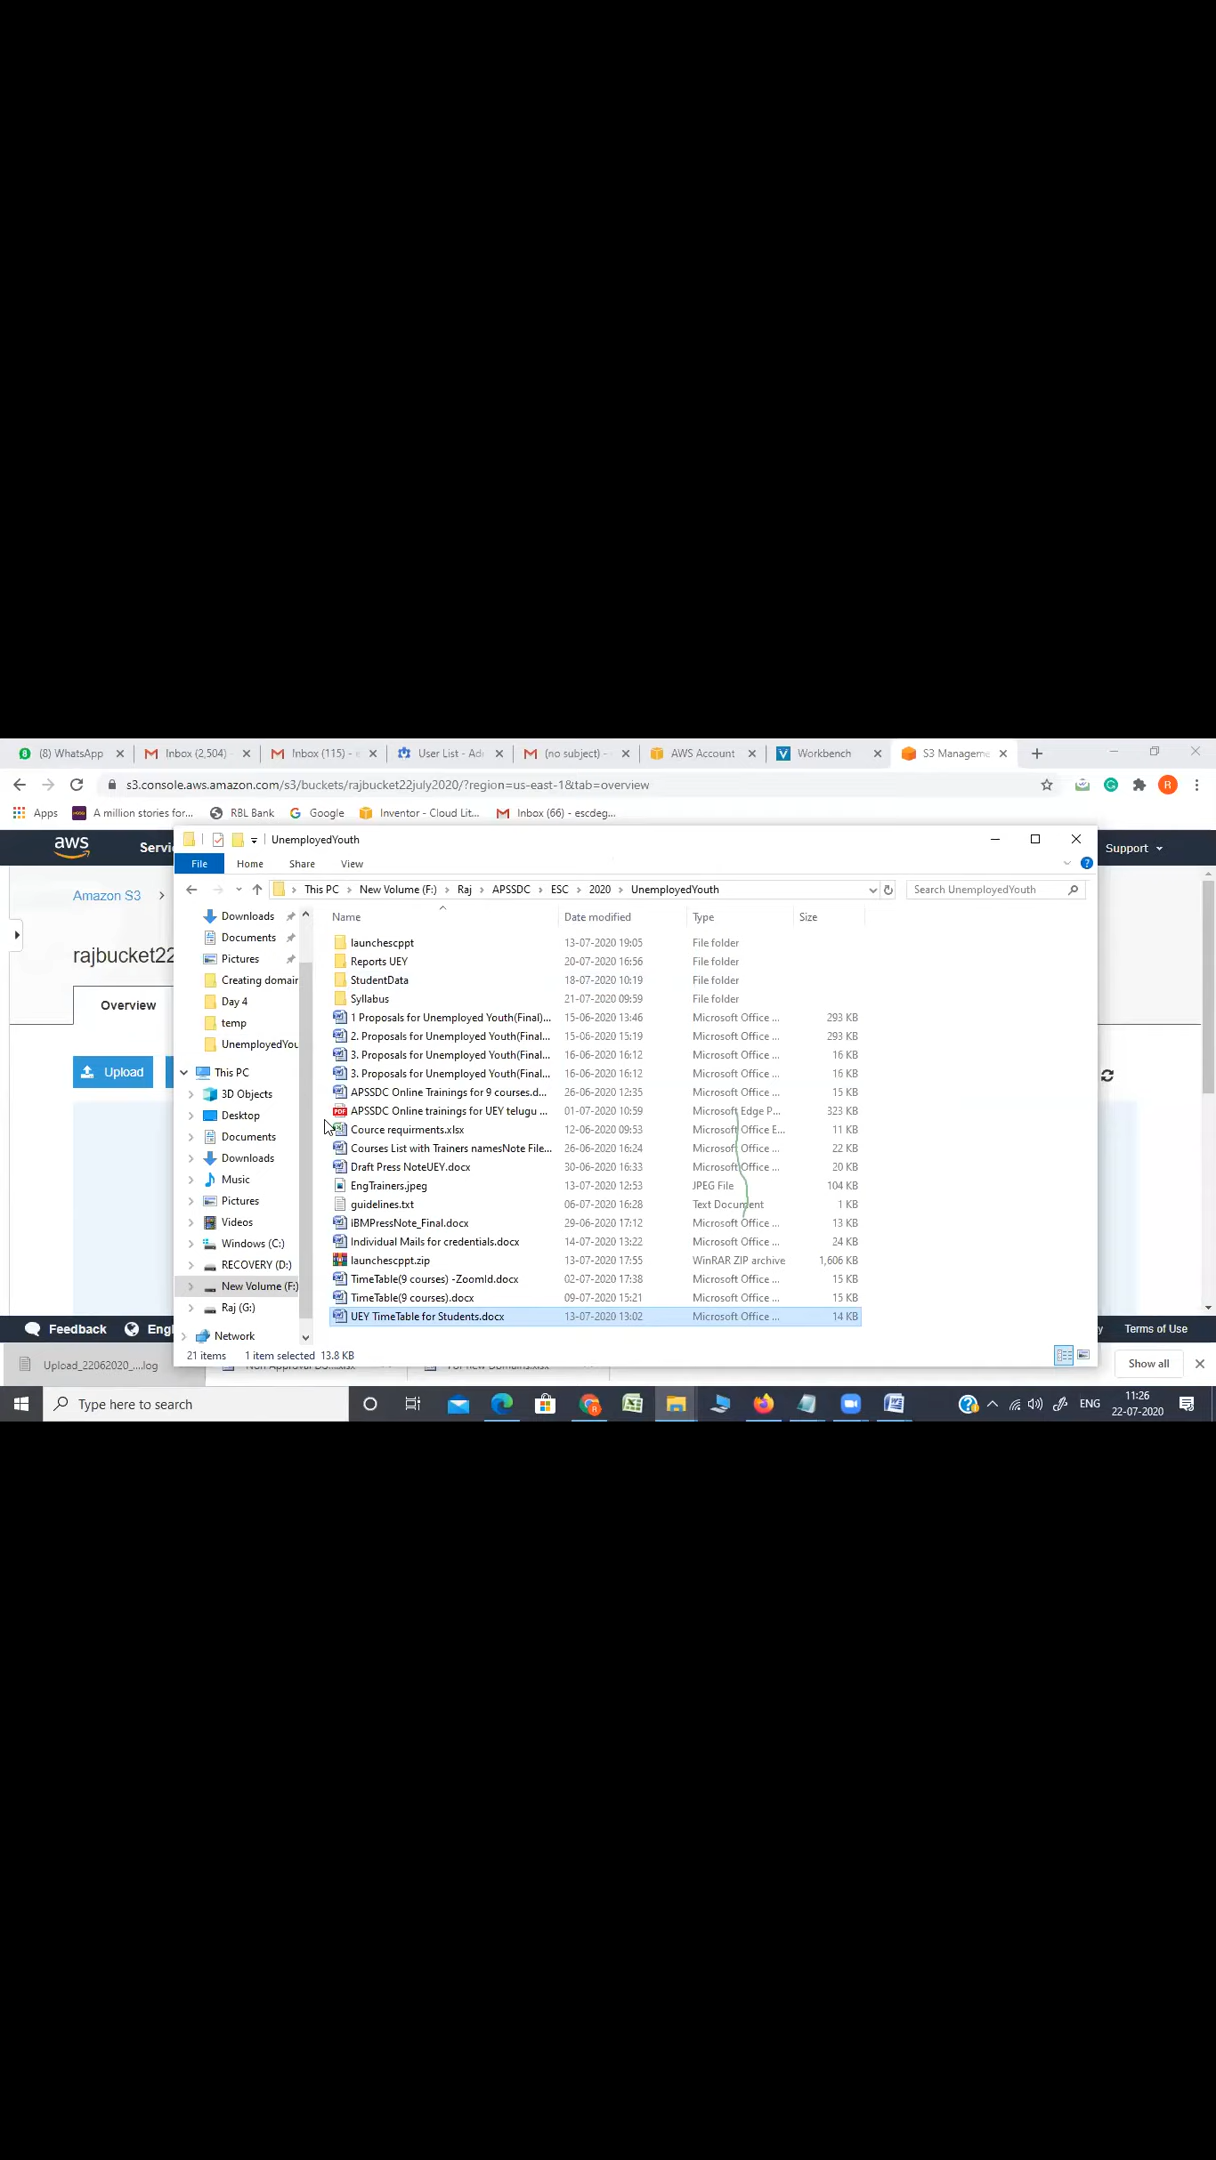 (8) WhatsApp
Inbox (2,504)
Inbox (115) - e
User List - Adr
(no subject) -
AWS Account
Workbench
S3 Manageme
s3.console.aws.amazon.com/s3/buckets/rajbucket22july2020/?region=us-east-1&tab=overview
Apps
A million stories for...
RBL Bank
Google
Inventor - Cloud Lit...
Inbox (66) - escdeg...
aws
Servi
UnemployedYouth
Support
File
Home
Share
View
Amazon S3
This PC > New Volume (F:) > Raj > APSSDC > ESC > 2020 > UnemployedYouth
Search UnemployedYouth
rajbucket22
Overview
Upload
Downloads
Documents
Pictures
Creating domair
Day 4
temp
UnemployedYou
This PC
3D Objects
Desktop
Documents
Downloads
Music
Pictures
Videos
Windows (C:)
RECOVERY (D:)
New Volume (F:)
Raj (G:)
Network
Name Date modified Type Size
launchescppt 13-07-2020 19:05 File folder
Reports UEY 20-07-2020 16:56 File folder
StudentData 18-07-2020 10:19 File folder
Syllabus 21-07-2020 09:59 File folder
1 Proposals for Unemployed Youth(Final)... 15-06-2020 13:46 Microsoft Office ... 293 KB
2. Proposals for Unemployed Youth(Final... 15-06-2020 15:19 Microsoft Office ... 293 KB
3. Proposals for Unemployed Youth(Final... 16-06-2020 16:12 Microsoft Office ... 16 KB
3. Proposals for Unemployed Youth(Final... 16-06-2020 16:12 Microsoft Office ... 16 KB
APSSDC Online Trainings for 9 courses.d... 26-06-2020 12:35 Microsoft Office ... 15 KB
APSSDC Online trainings for UEY telugu ... 01-07-2020 10:59 Microsoft Edge P... 323 KB
Cource requirments.xlsx 12-06-2020 09:53 Microsoft Office E... 11 KB
Courses List with Trainers namesNote File... 26-06-2020 16:24 Microsoft Office ... 22 KB
Draft Press NoteUEY.docx 30-06-2020 16:33 Microsoft Office ... 20 KB
EngTrainers.jpeg 13-07-2020 12:53 JPEG File 104 KB
guidelines.txt 06-07-2020 16:28 Text Document 1 KB
IBMPressNote_Final.docx 29-06-2020 17:12 Microsoft Office ... 13 KB
Individual Mails for credentials.docx 14-07-2020 13:22 Microsoft Office ... 24 KB
launchescppt.zip 13-07-2020 17:55 WinRAR ZIP archive 1,606 KB
TimeTable(9 courses) -ZoomId.docx 02-07-2020 17:38 Microsoft Office ... 15 KB
TimeTable(9 courses).docx 09-07-2020 15:21 Microsoft Office ... 15 KB
UEY TimeTable for Students.docx 13-07-2020 13:02 Microsoft Office ... 14 KB
21 items 1 item selected 13.8 KB
Feedback
Engl
y
Terms of Use
Upload_22062020_....log
Show all
Type here to search
ENG
11:26
22-07-2020